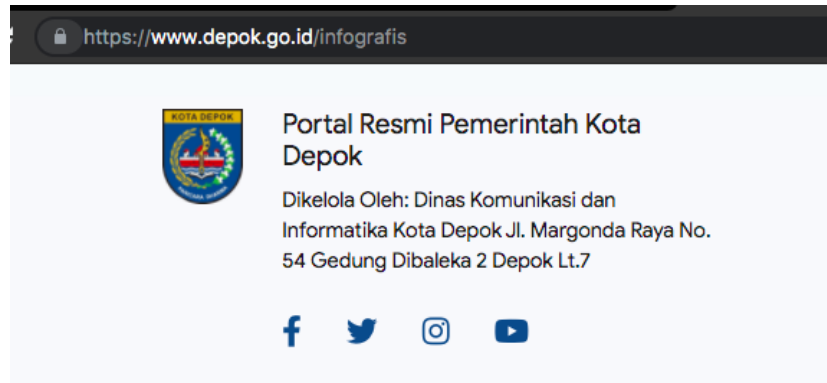 https://www.depok.go.id/infografis
KOTA DEPOK
Portal Resmi Pemerintah Kota
Depok
Dikelola Oleh: Dinas Komunikasi dan
Informatika Kota Depok Jl. Margonda Raya No.
54 Gedung Dibaleka 2 Depok Lt.7